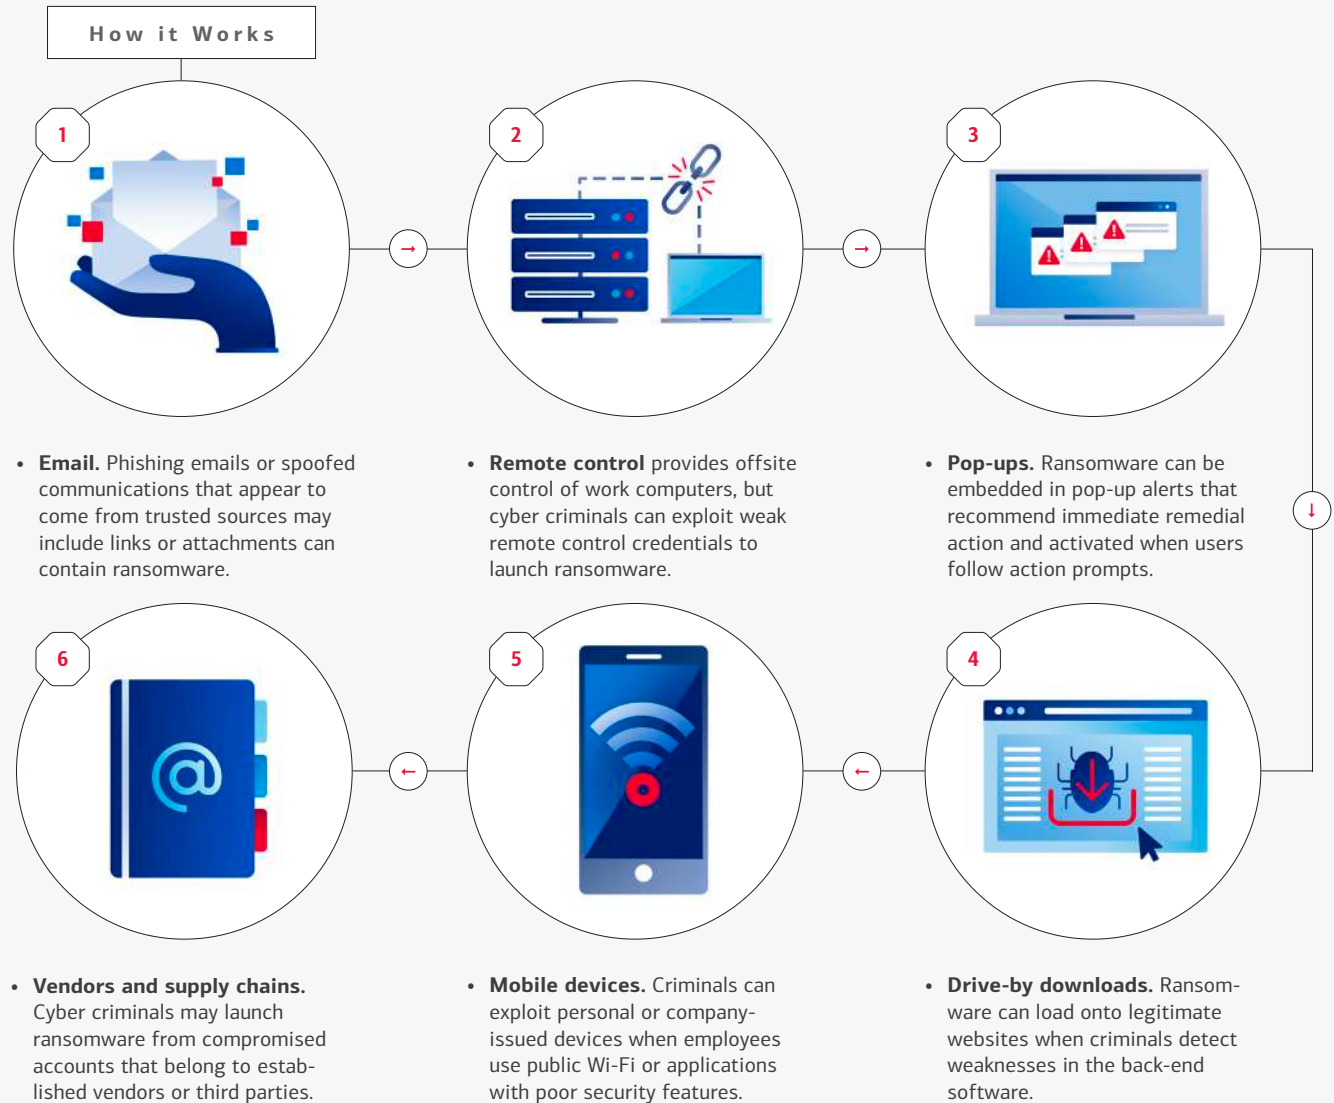 How it Works
1
2
3
• Email. Phishing emails or spoofed
communications that appear to
come from trusted sources may
include links or attachments can
contain ransomware.
• Remote control provides offsite
control of work computers, but
cyber criminals can exploit weak
remote control credentials to
launch ransomware.
• Pop-ups. Ransomware can be
embedded in pop-up alerts that
recommend immediate remedial
action and activated when users
follow action prompts.
4
• Drive-by downloads. Ransom-
ware can load onto legitimate
websites when criminals detect
weaknesses in the back-end
software.
5
• Mobile devices. Criminals can
exploit personal or company-
issued devices when employees
use public Wi-Fi or applications
with poor security features.
6
@
• Vendors and supply chains.
Cyber criminals may launch
ransomware from compromised
accounts that belong to estab-
lished vendors or third parties.